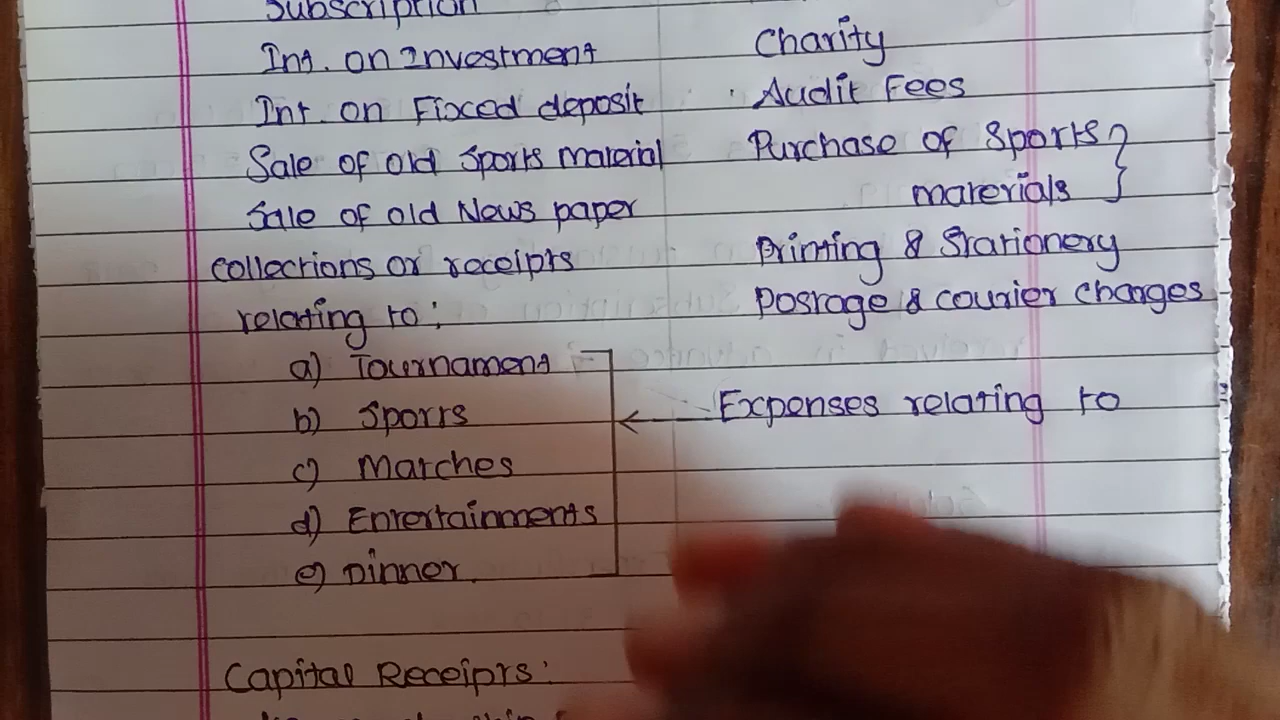 Subscription
Int. on Investment
Int. on Fixed deposit
Sale of old Sports material
Sale of old News paper
collections or receipts
relating to:
a) Tournament
b) Sports
c) Matches
d) Entertainments
e) Dinner
Capital Receipts:
Charity
Audit Fees
Purchase of Sports
materials
Printing & Stationery
Postage & courier charges
Expenses relating to